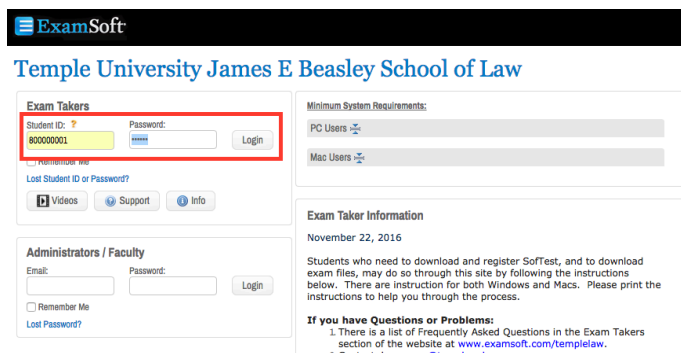 ExamSoft
Temple University James E Beasley School of Law
Exam Takers
Student ID: ?
Password:
800000001
******
Login
Remember Me
Lost Student ID or Password?
Videos
Support
Info
Administrators / Faculty
Email:
Password:
Login
Remember Me
Lost Password?
Minimum System Requirements:
PC Users
Mac Users
Exam Taker Information
November 22, 2016
Students who need to download and register SofTest, and to download
exam files, may do so through this site by following the instructions
below. There are instruction for both Windows and Macs. Please print the
instructions to help you through the process.
If you have Questions or Problems:
1. There is a list of Frequently Asked Questions in the Exam Takers
section of the website at www.examsoft.com/templelaw.